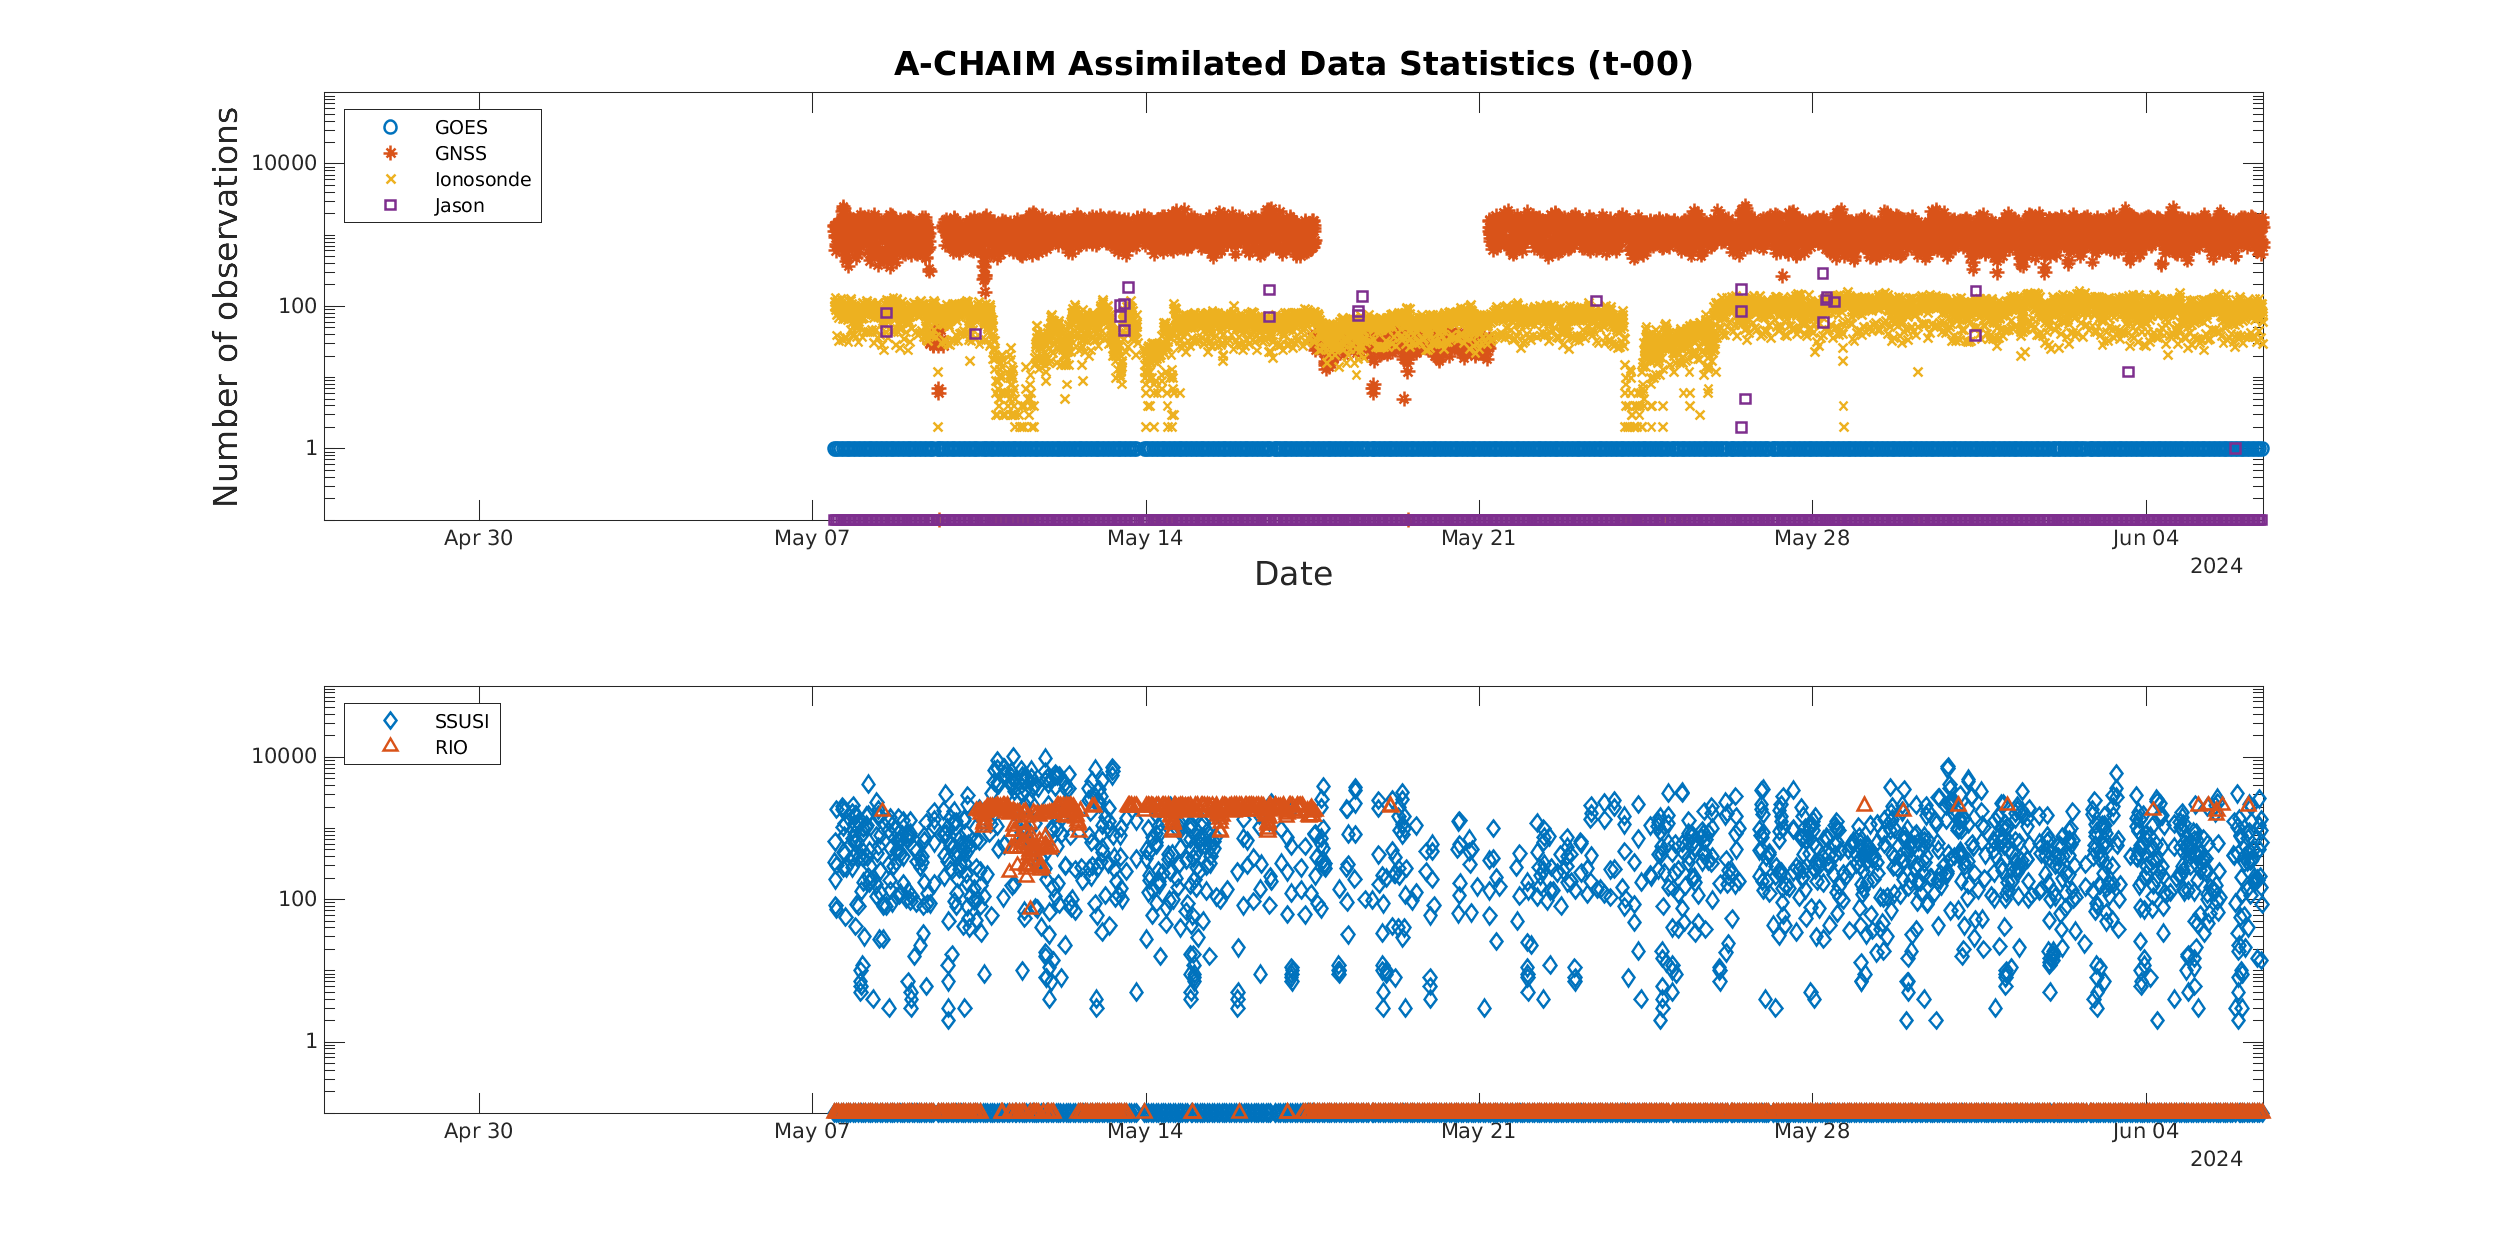 A-CHAIM Assimilated Data Statistics (t-00)
Number of observations
10000
100
1
GOES
GNSS
Ionosonde
Jason
Apr 30
May 07
May 14
May 21
May 28
Jun 04
2024
Date
10000
100
1
SSUSI
RIO
Apr 30
May 07
May 14
May 21
May 28
Jun 04
2024